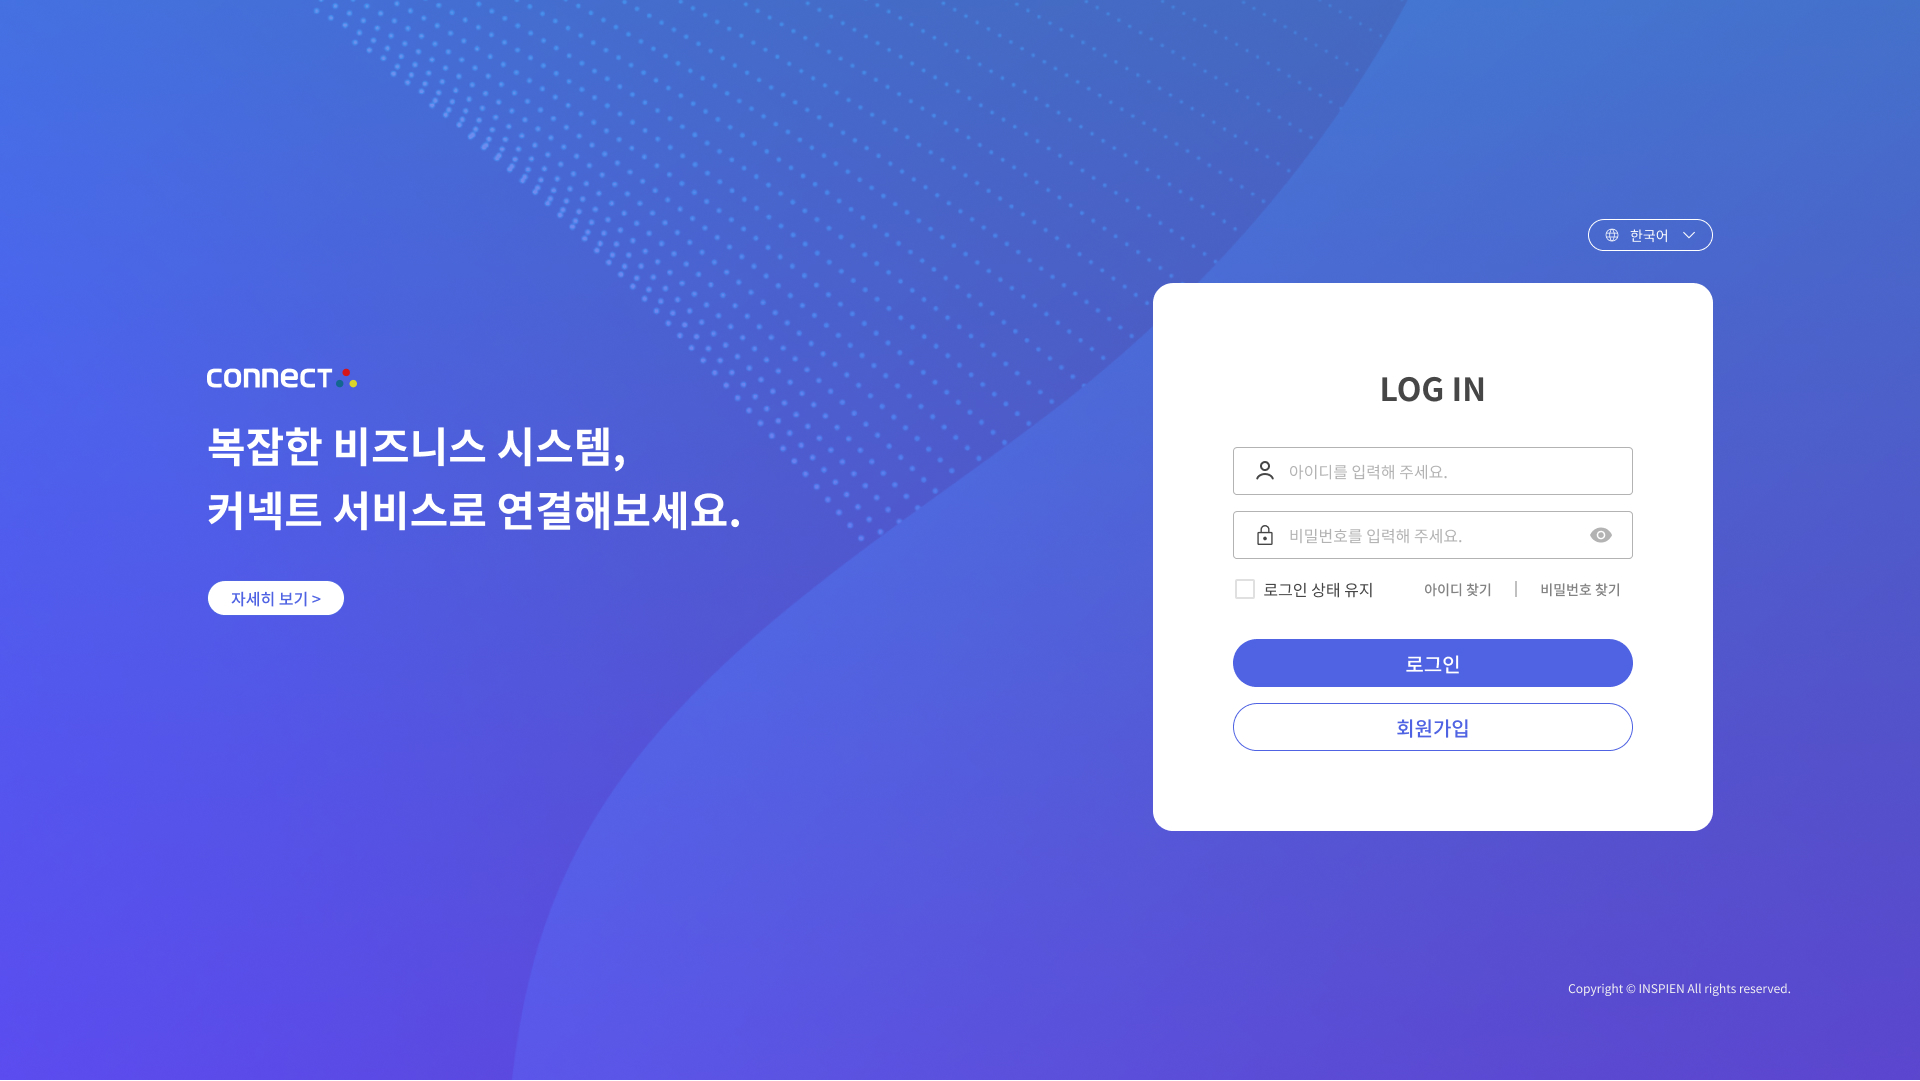 한국어
CONNECT
복잡한 비즈니스 시스템,
커넥트 서비스로 연결해보세요.
자세히 보기 >
LOG IN
아이디를 입력해 주세요.
비밀번호를 입력해 주세요.
로그인 상태 유지 아이디 찾기 | 비밀번호 찾기
로그인
회원가입
Copyright © INSPIEN All rights reserved.